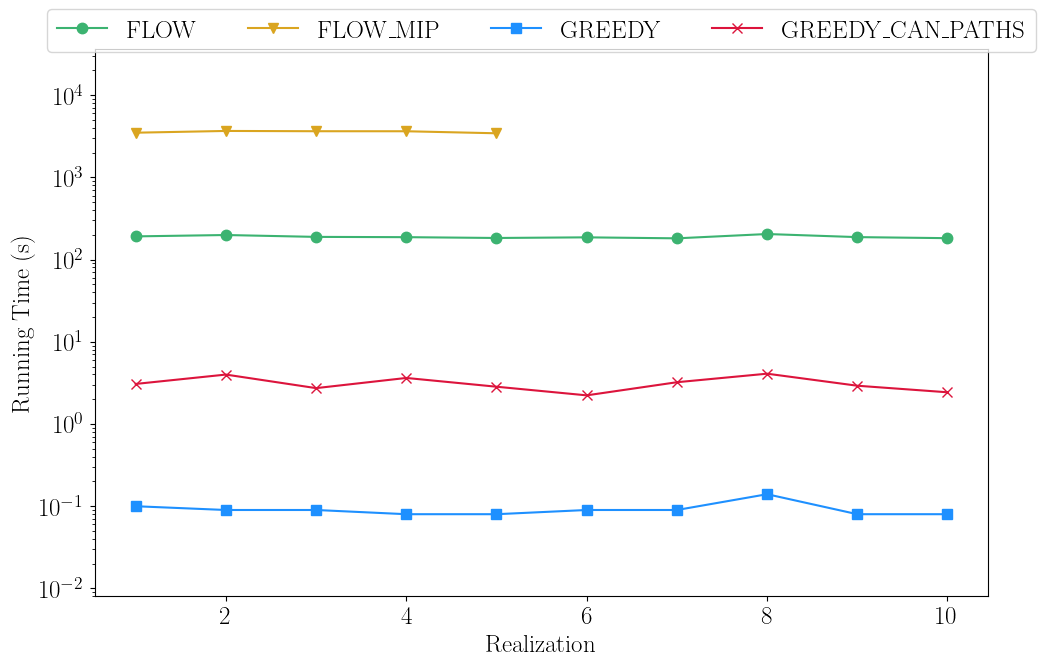 FLOW FLOW_MIP GREEDY GREEDY_CAN_PATHS
10^4
10^3
10^2
10^1
10^0
10^-1
10^-2
Running Time (s)
2 4 6 8 10
Realization